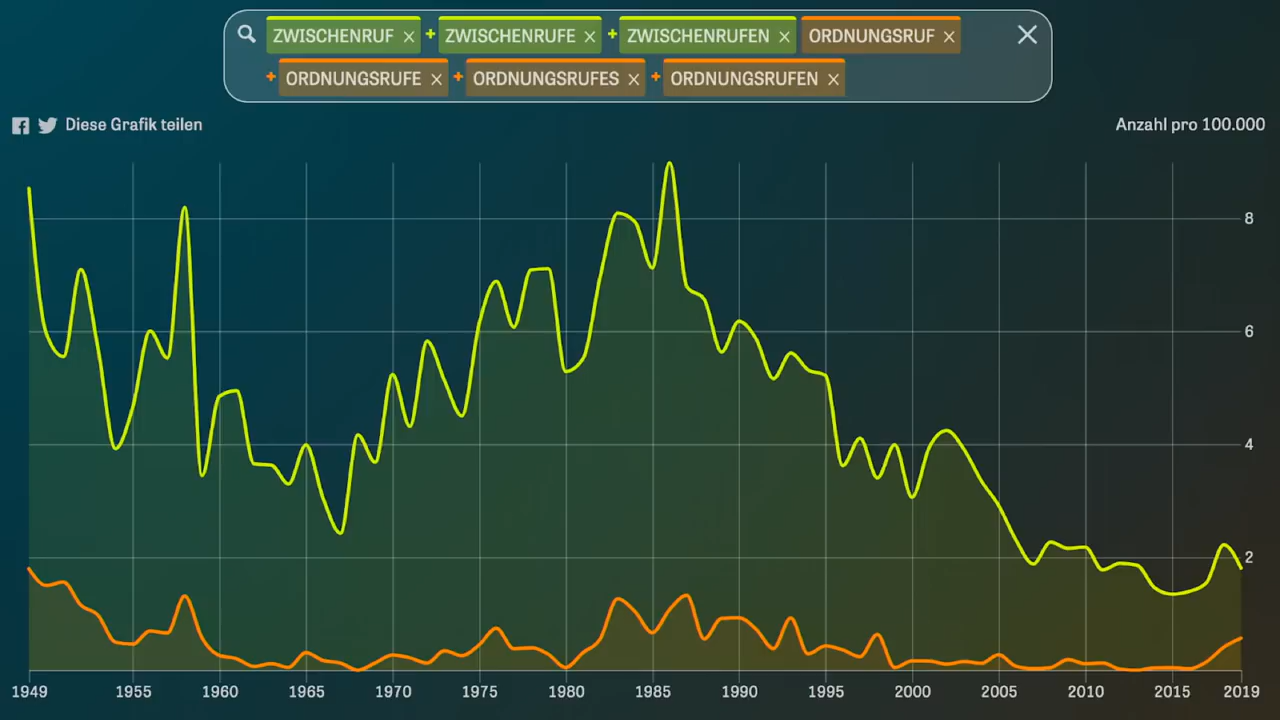 ZWISCHENRUF × + ZWISCHENRUFE × + ZWISCHENRUFEN × ORDNUNGSRUF ×
+ ORDNUNGSRUFE × + ORDNUNGSRUFES × + ORDNUNGSRUFEN ×
Diese Grafik teilen
Anzahl pro 100.000
8
6
4
2
1949 1955 1960 1965 1970 1975 1980 1985 1990 1995 2000 2005 2010 2015 2019